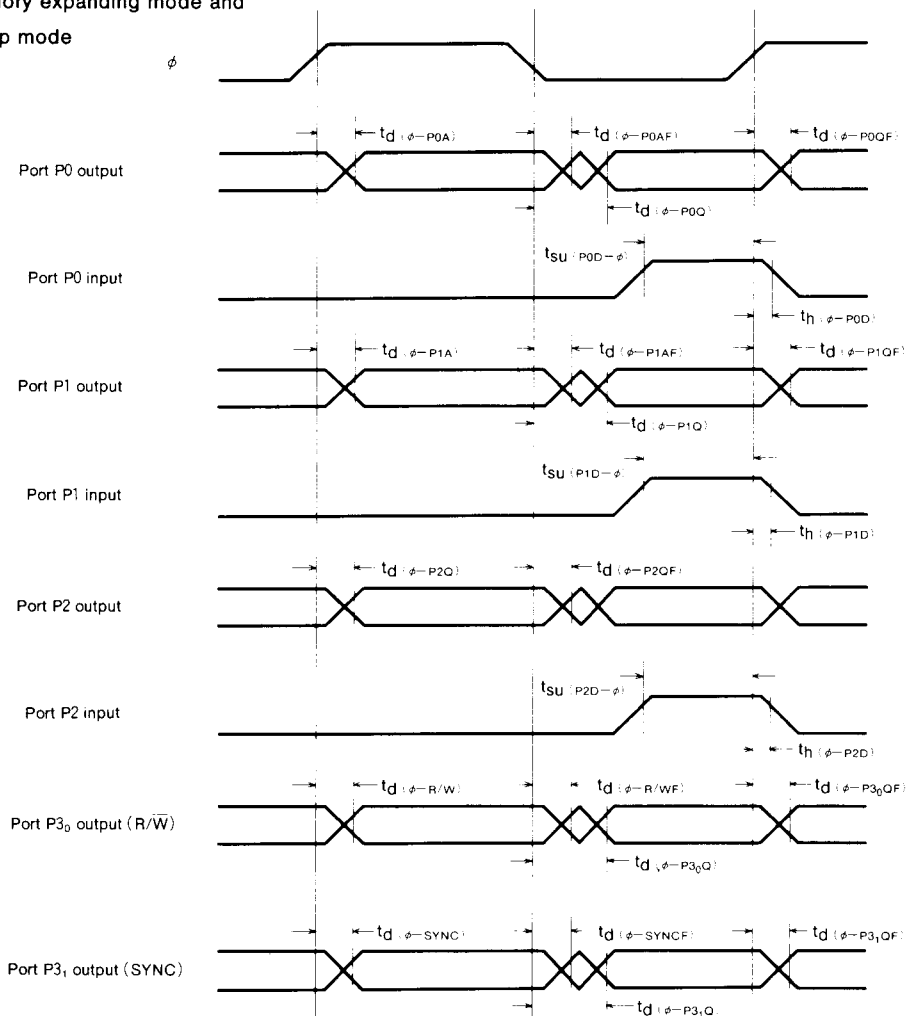 ory expanding mode and
p mode
φ
td (φ–P0A)
td (φ–P0AF)
td (φ–P0QF)
Port P0 output
td (φ–P0Q)
tsu (P0D–φ)
Port P0 input
th (φ–P0D)
td (φ–P1A)
td (φ–P1AF)
td (φ–P1QF)
Port P1 output
td (φ–P1Q)
tsu (P1D–φ)
Port P1 input
th (φ–P1D)
td (φ–P2Q)
td (φ–P2QF)
Port P2 output
tsu (P2D–φ)
Port P2 input
th (φ–P2D)
td (φ–R/W)
td (φ–R/WF)
td (φ–P3₀QF)
Port P3₀ output (R/W̅)
td (φ–P3₀Q)
td (φ–SYNC)
td (φ–SYNCF)
td (φ–P3₁QF)
Port P3₁ output (SYNC)
td (φ–P3₁Q)